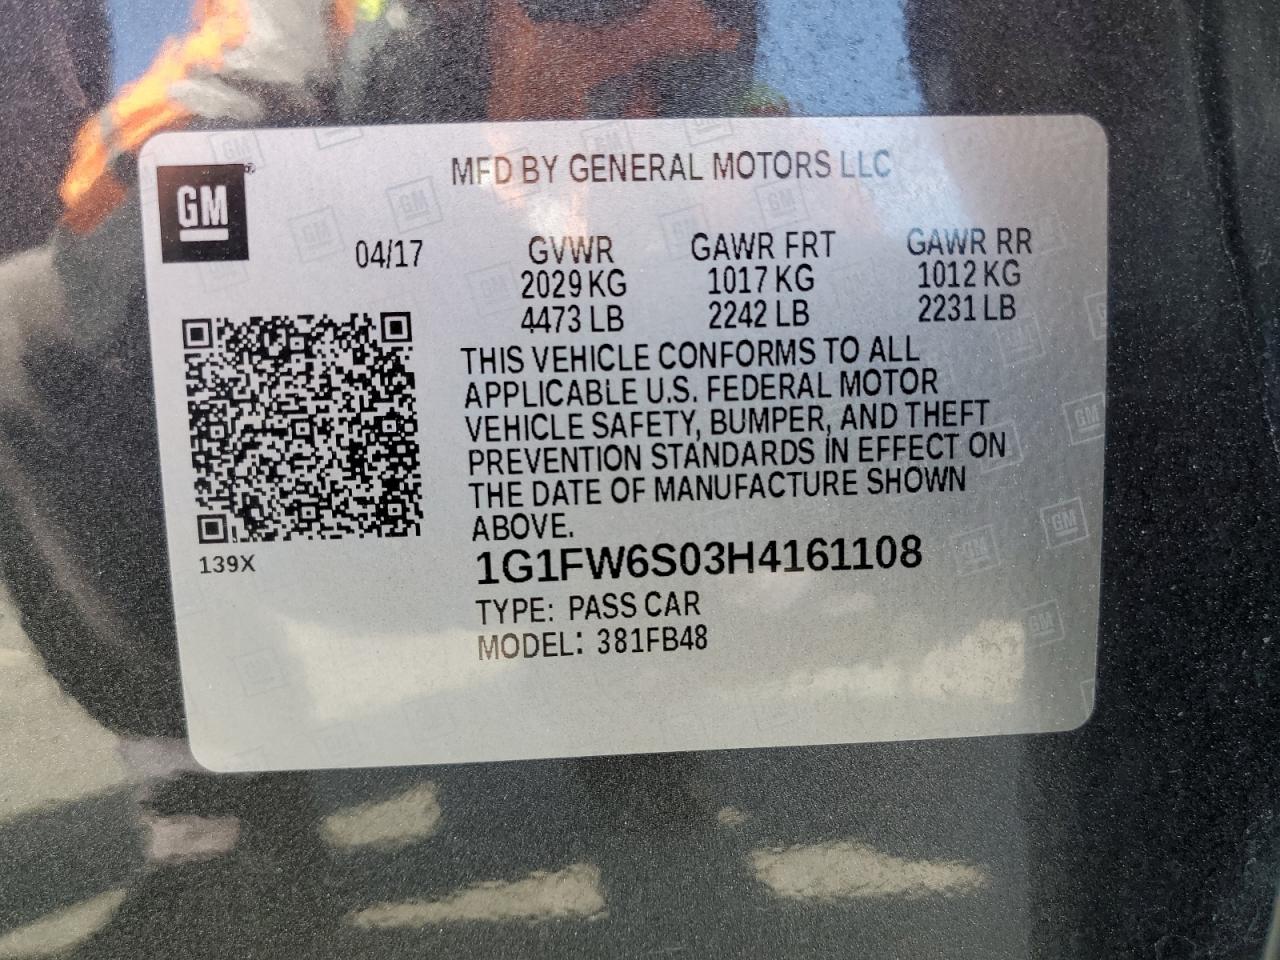 MFD BY GENERAL MOTORS LLC
GM
04/17
GVWR
2029 KG
4473 LB
GAWR FRT
1017 KG
2242 LB
GAWR RR
1012 KG
2231 LB
THIS VEHICLE CONFORMS TO ALL
APPLICABLE U.S. FEDERAL MOTOR
VEHICLE SAFETY, BUMPER, AND THEFT
PREVENTION STANDARDS IN EFFECT ON
THE DATE OF MANUFACTURE SHOWN
ABOVE.
139X
1G1FW6S03H4161108
TYPE: PASS CAR
MODEL: 381FB48